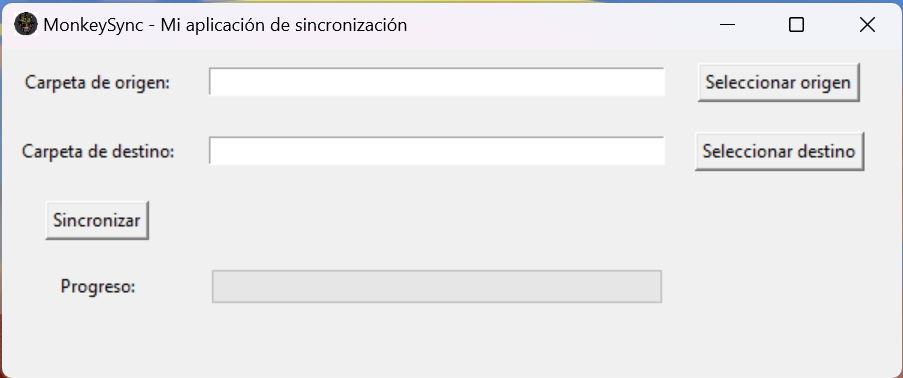 MonkeySync - Mi aplicación de sincronización
Carpeta de origen: Seleccionar origen
Carpeta de destino: Seleccionar destino
Sincronizar
Progreso: